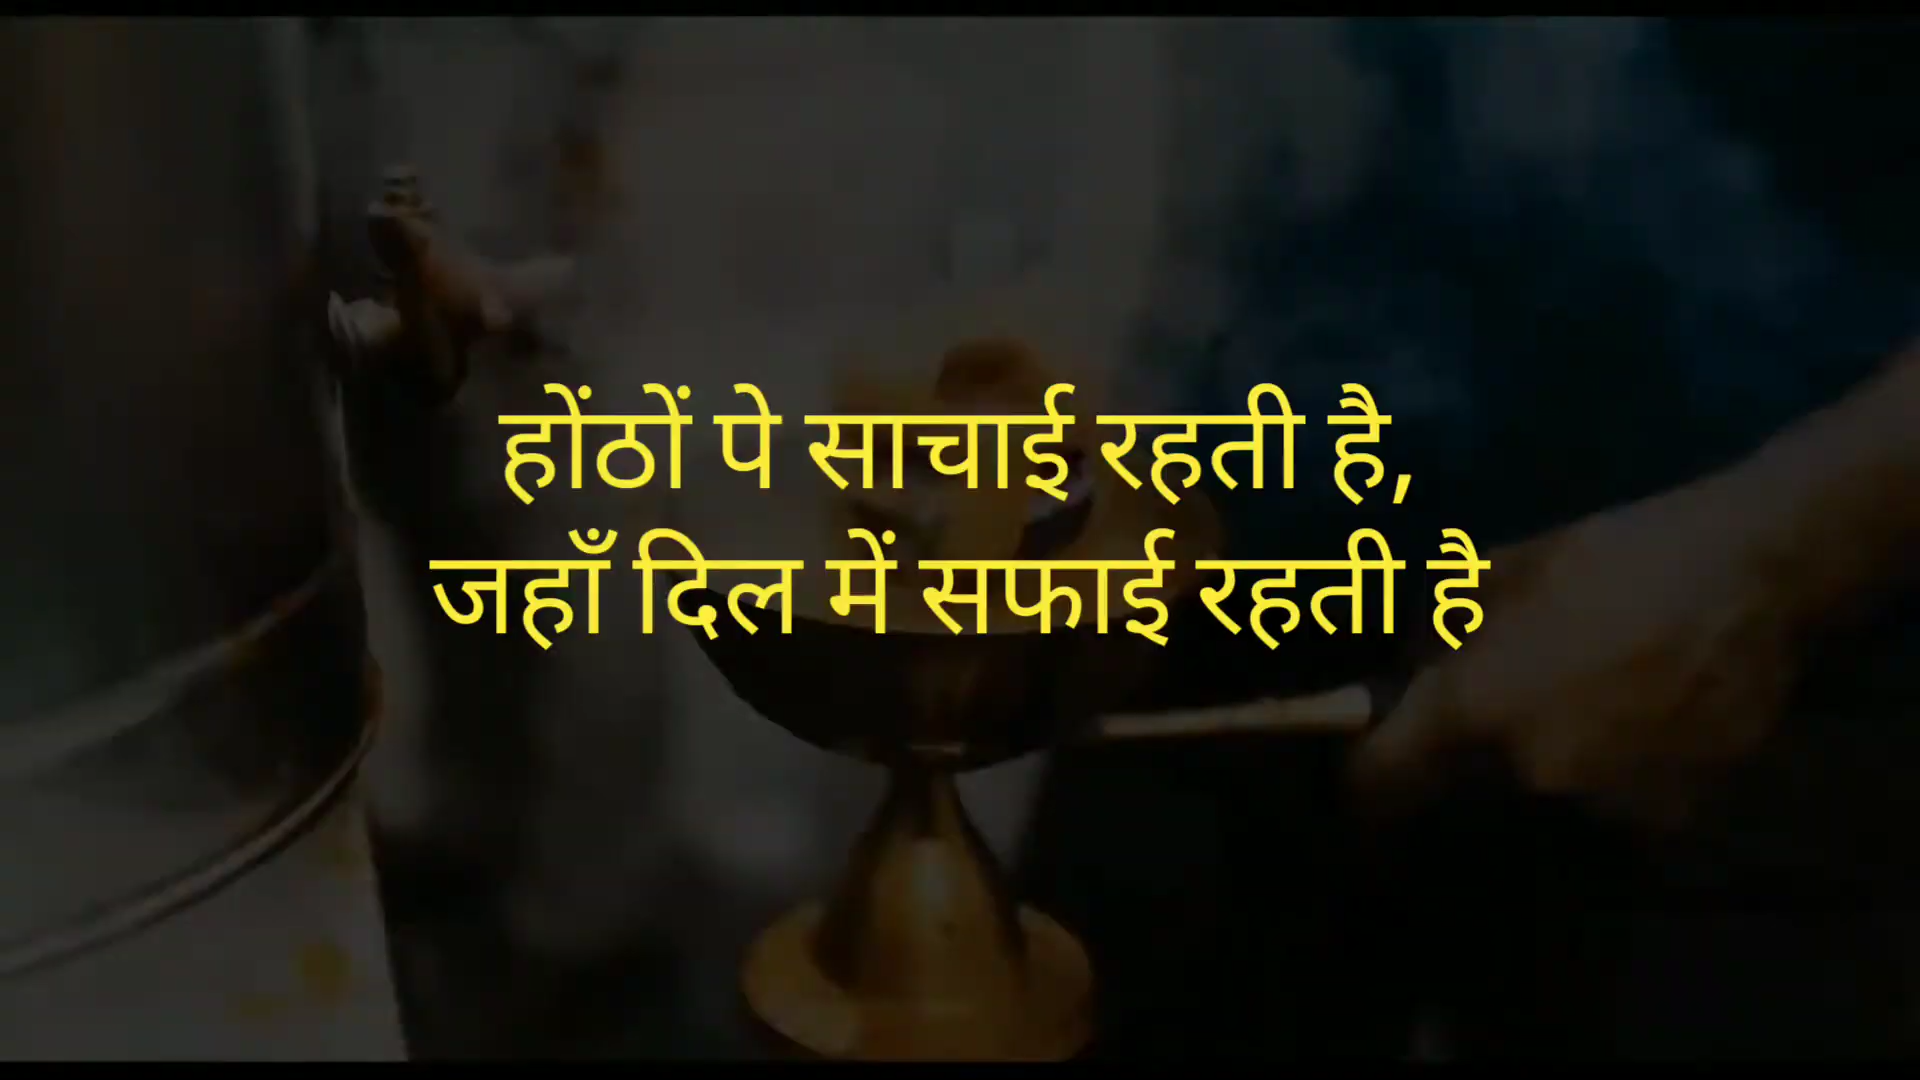 होंठों पे साचाई रहती है,
जहाँ दिल में सफाई रहती है